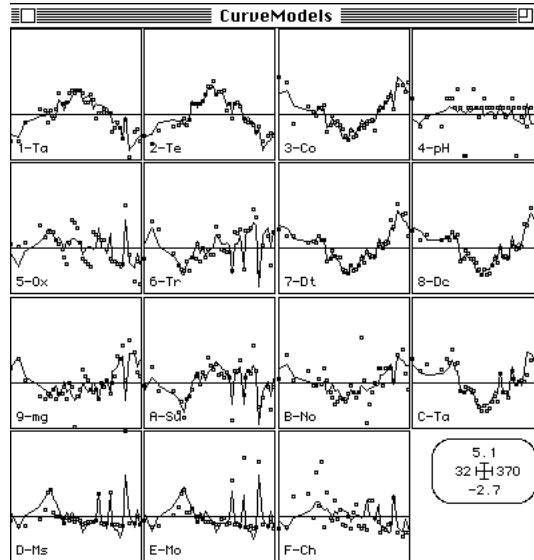 CurveModels
1-Ta
2-Te
3-Co
4-pH
5-Ox
6-Tr
7-Dt
8-Dc
9-mg
A-Su
B-No
C-Ta
5.1
32 370
-2.7
D-Ms
E-Mo
F-Ch